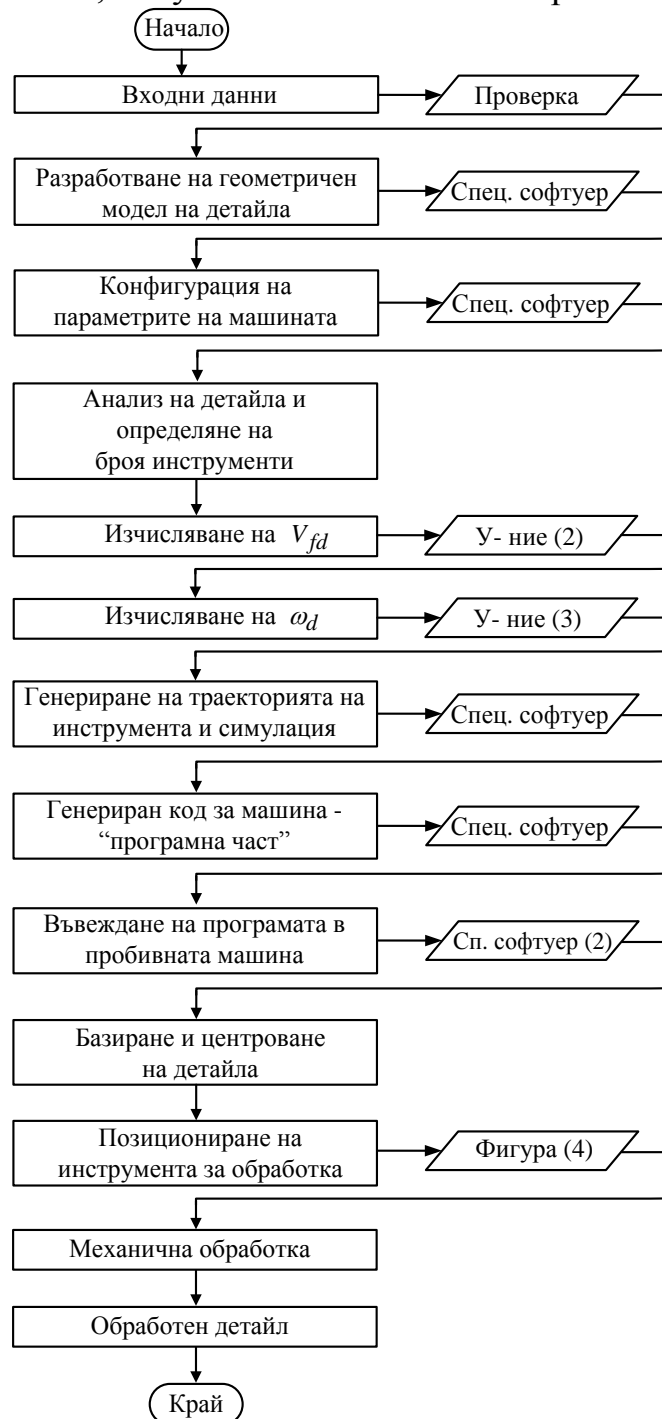 Начало
Входни данни
Проверка
Разработване на геометричен
модел на детайла
Спец. софтуер
Конфигурация на
параметрите на машината
Спец. софтуер
Анализ на детайла и
определяне на
броя инструменти
Изчисляване на V_fd
У- ние (2)
Изчисляване на ω_d
У- ние (3)
Генериране на траекторията на
инструмента и симулация
Спец. софтуер
Генериран код за машина -
“програмна част”
Спец. софтуер
Въвеждане на програмата в
пробивната машина
Сп. софтуер (2)
Базиране и центроване
на детайла
Позициониране на
инструмента за обработка
Фигура (4)
Механична обработка
Обработен детайл
Край